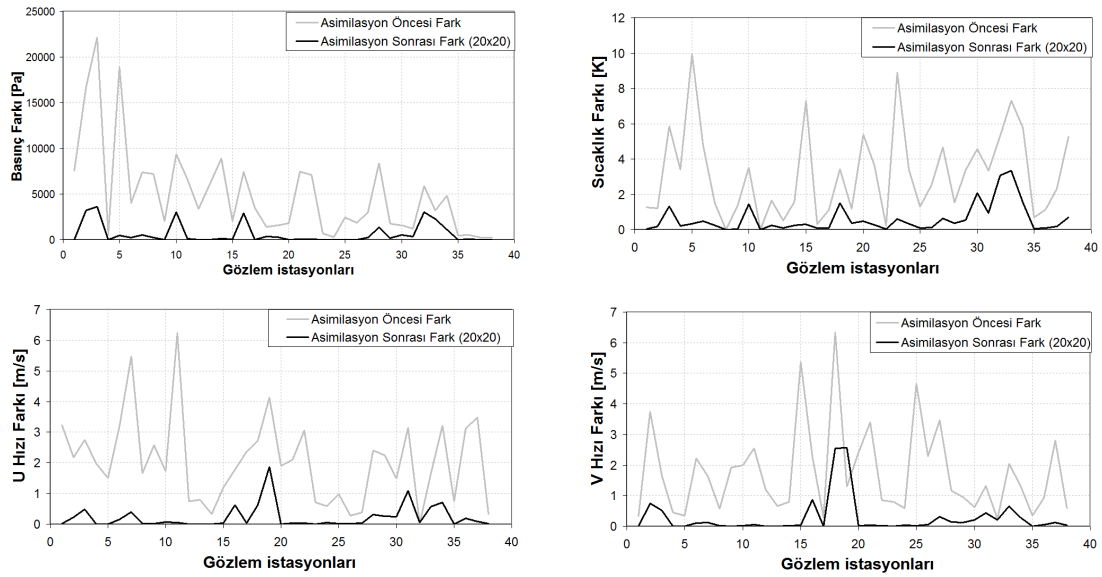 Asimilasyon Öncesi Fark
Asimilasyon Sonrası Fark (20x20)
Basınç Farkı [Pa]
25000
20000
15000
10000
5000
0
0 5 10 15 20 25 30 35 40
Gözlem istasyonları
Asimilasyon Öncesi Fark
Asimilasyon Sonrası Fark (20x20)
Sıcaklık Farkı [K]
12
10
8
6
4
2
0
0 5 10 15 20 25 30 35 40
Gözlem istasyonları
Asimilasyon Öncesi Fark
Asimilasyon Sonrası Fark (20x20)
U Hızı Farkı [m/s]
7
6
5
4
3
2
1
0
0 5 10 15 20 25 30 35 40
Gözlem istasyonları
Asimilasyon Öncesi Fark
Asimilasyon Sonrası Fark (20x20)
V Hızı Farkı [m/s]
7
6
5
4
3
2
1
0
0 5 10 15 20 25 30 35 40
Gözlem istasyonları